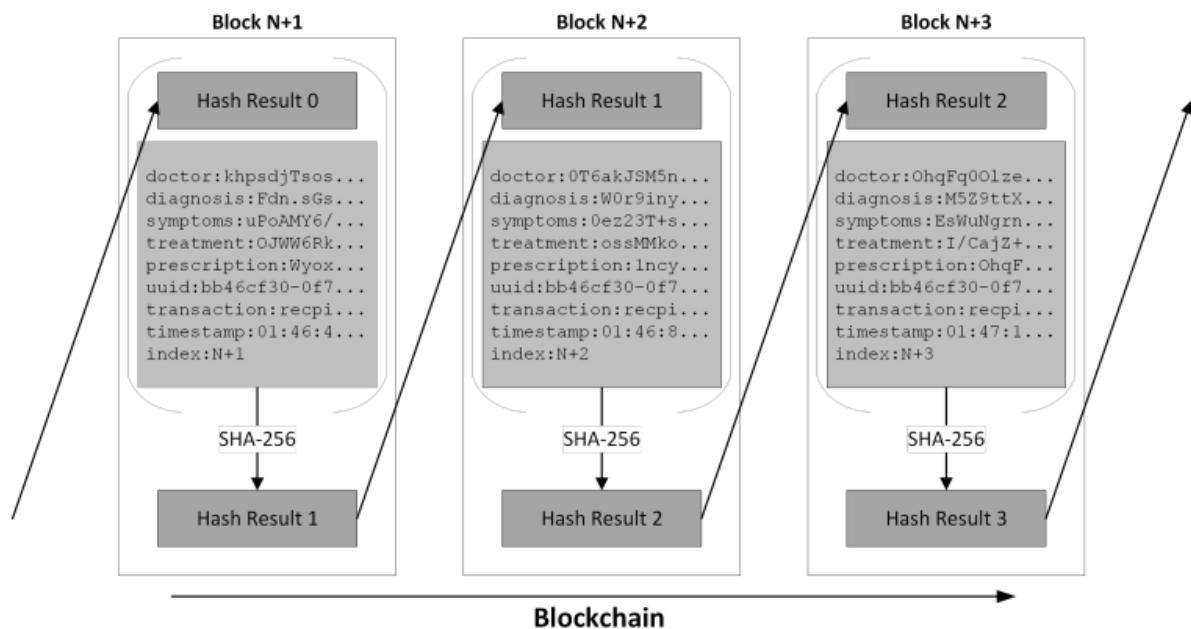 Block N+1
Hash Result 0
doctor:khpsdjTsos...
diagnosis:Fdn.sGs...
symptoms:uPoAMY6/...
treatment:OJWW6Rk...
prescription:Wyox...
uuid:bb46cf30-0f7...
transaction:recpi...
timestamp:01:46:4...
index:N+1
SHA-256
Hash Result 1
Block N+2
Hash Result 1
doctor:0T6akJSM5n...
diagnosis:W0r9iny...
symptoms:0ez23T+s...
treatment:ossMMko...
prescription:1ncy...
uuid:bb46cf30-0f7...
transaction:recpi...
timestamp:01:46:8...
index:N+2
SHA-256
Hash Result 2
Block N+3
Hash Result 2
doctor:OhqFq0Olze...
diagnosis:M5Z9ttX...
symptoms:EsWuNgrn...
treatment:I/CajZ+...
prescription:OhqF...
uuid:bb46cf30-0f7...
transaction:recpi...
timestamp:01:47:1...
index:N+3
SHA-256
Hash Result 3
Blockchain